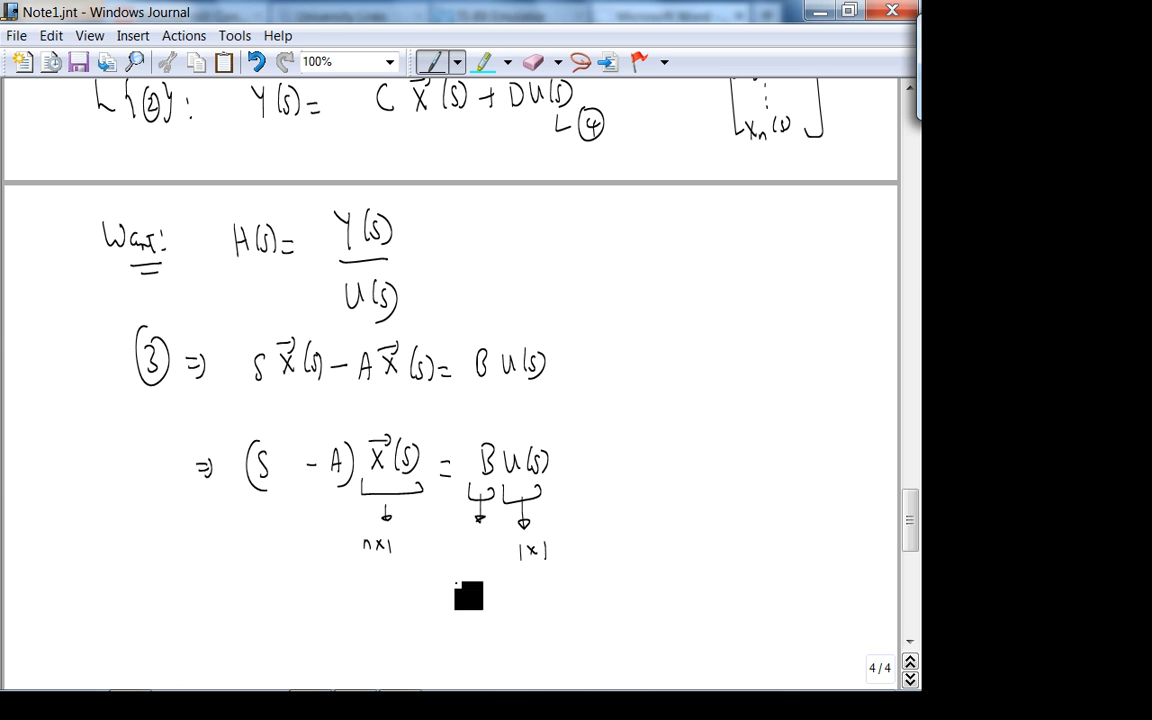 Note1.jnt - Windows Journal
File Edit View Insert Actions Tools Help
100%
L{②}: Y(s) = C X⃗(s) + D U(s)
④
⋮
Xn(s)
Want: H(s) = Y(s)
U(s)
③ ⇒ S X⃗(s) - A X⃗(s) = B U(s)
⇒ (S - A) X⃗(s) = B U(s)
n×1 1×1
4 / 4